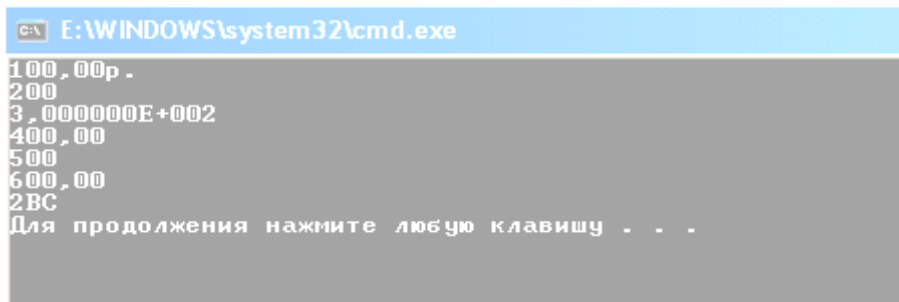 E:\WINDOWS\system32\cmd.exe
100,00р.
200
3,000000E+002
400,00
500
600,00
2BC
Для продолжения нажмите любую клавишу . . .